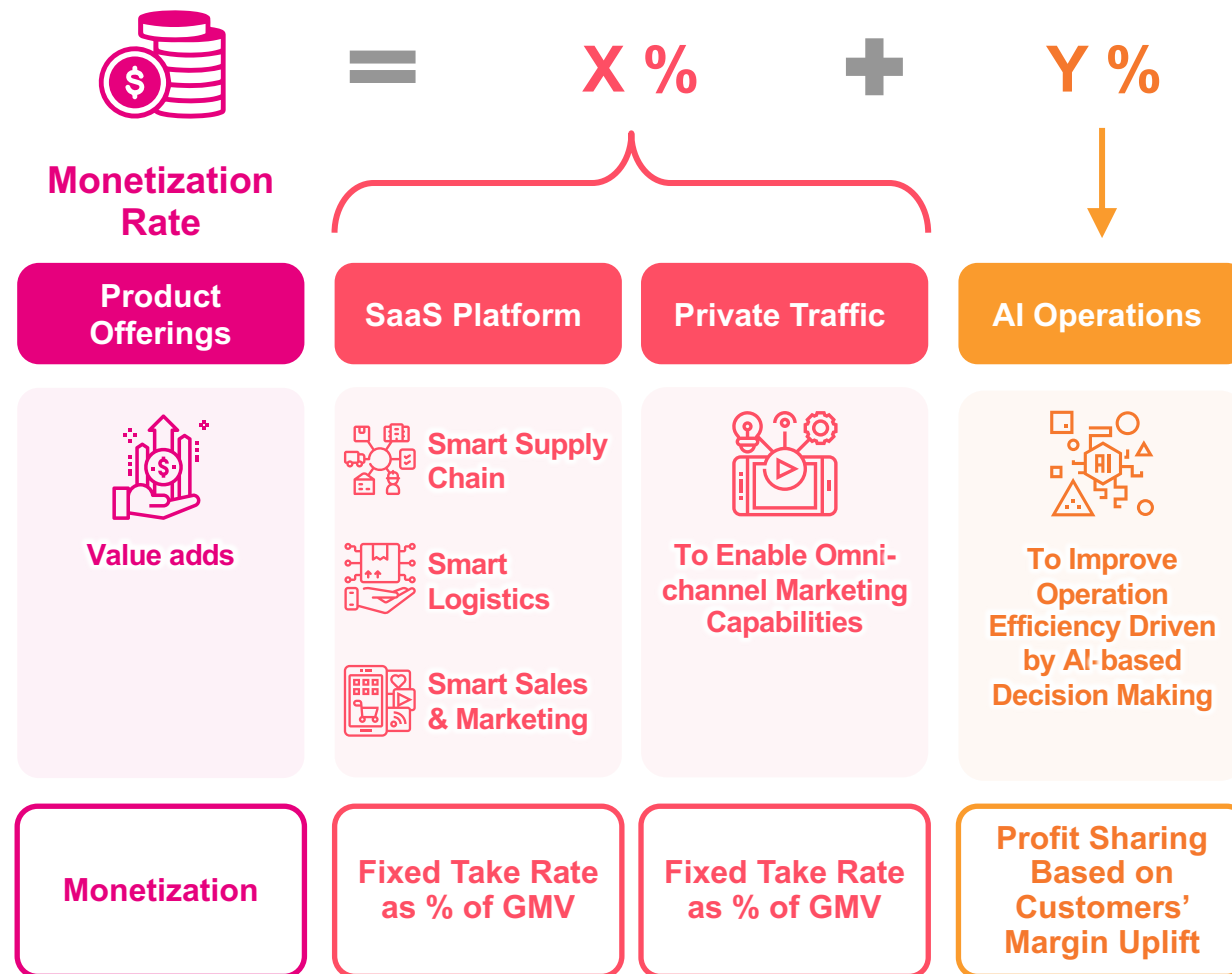 $
X %
Y %
Monetization
Rate
Product
Offerings
SaaS Platform
Private Traffic
AI Operations
$
Value adds
Smart Supply
Chain
Smart
Logistics
Smart Sales
& Marketing
To Enable Omni-
channel Marketing
Capabilities
AI
To Improve
Operation
Efficiency Driven
by AI-based
Decision Making
Monetization
Fixed Take Rate
as % of GMV
Fixed Take Rate
as % of GMV
Profit Sharing
Based on
Customers’
Margin Uplift